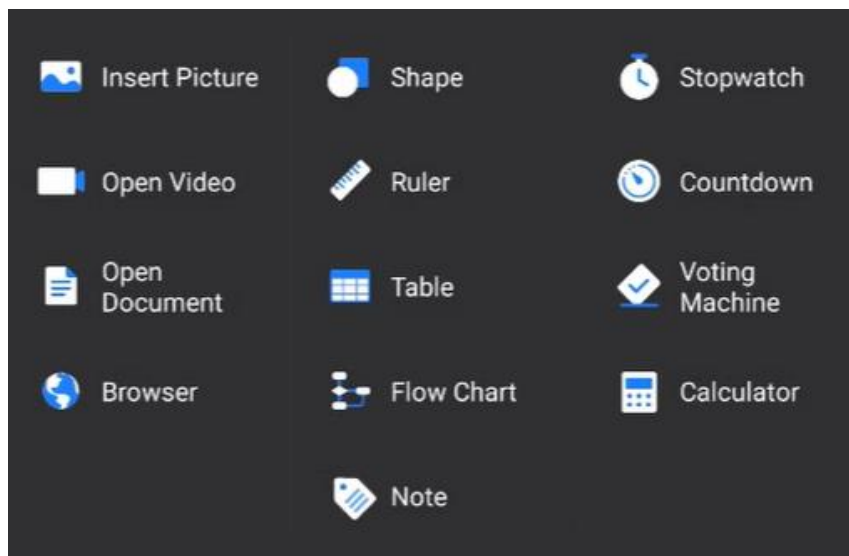 Insert Picture
Open Video
Open
Document
Browser
Shape
Ruler
Table
Flow Chart
Note
Stopwatch
Countdown
Voting
Machine
Calculator